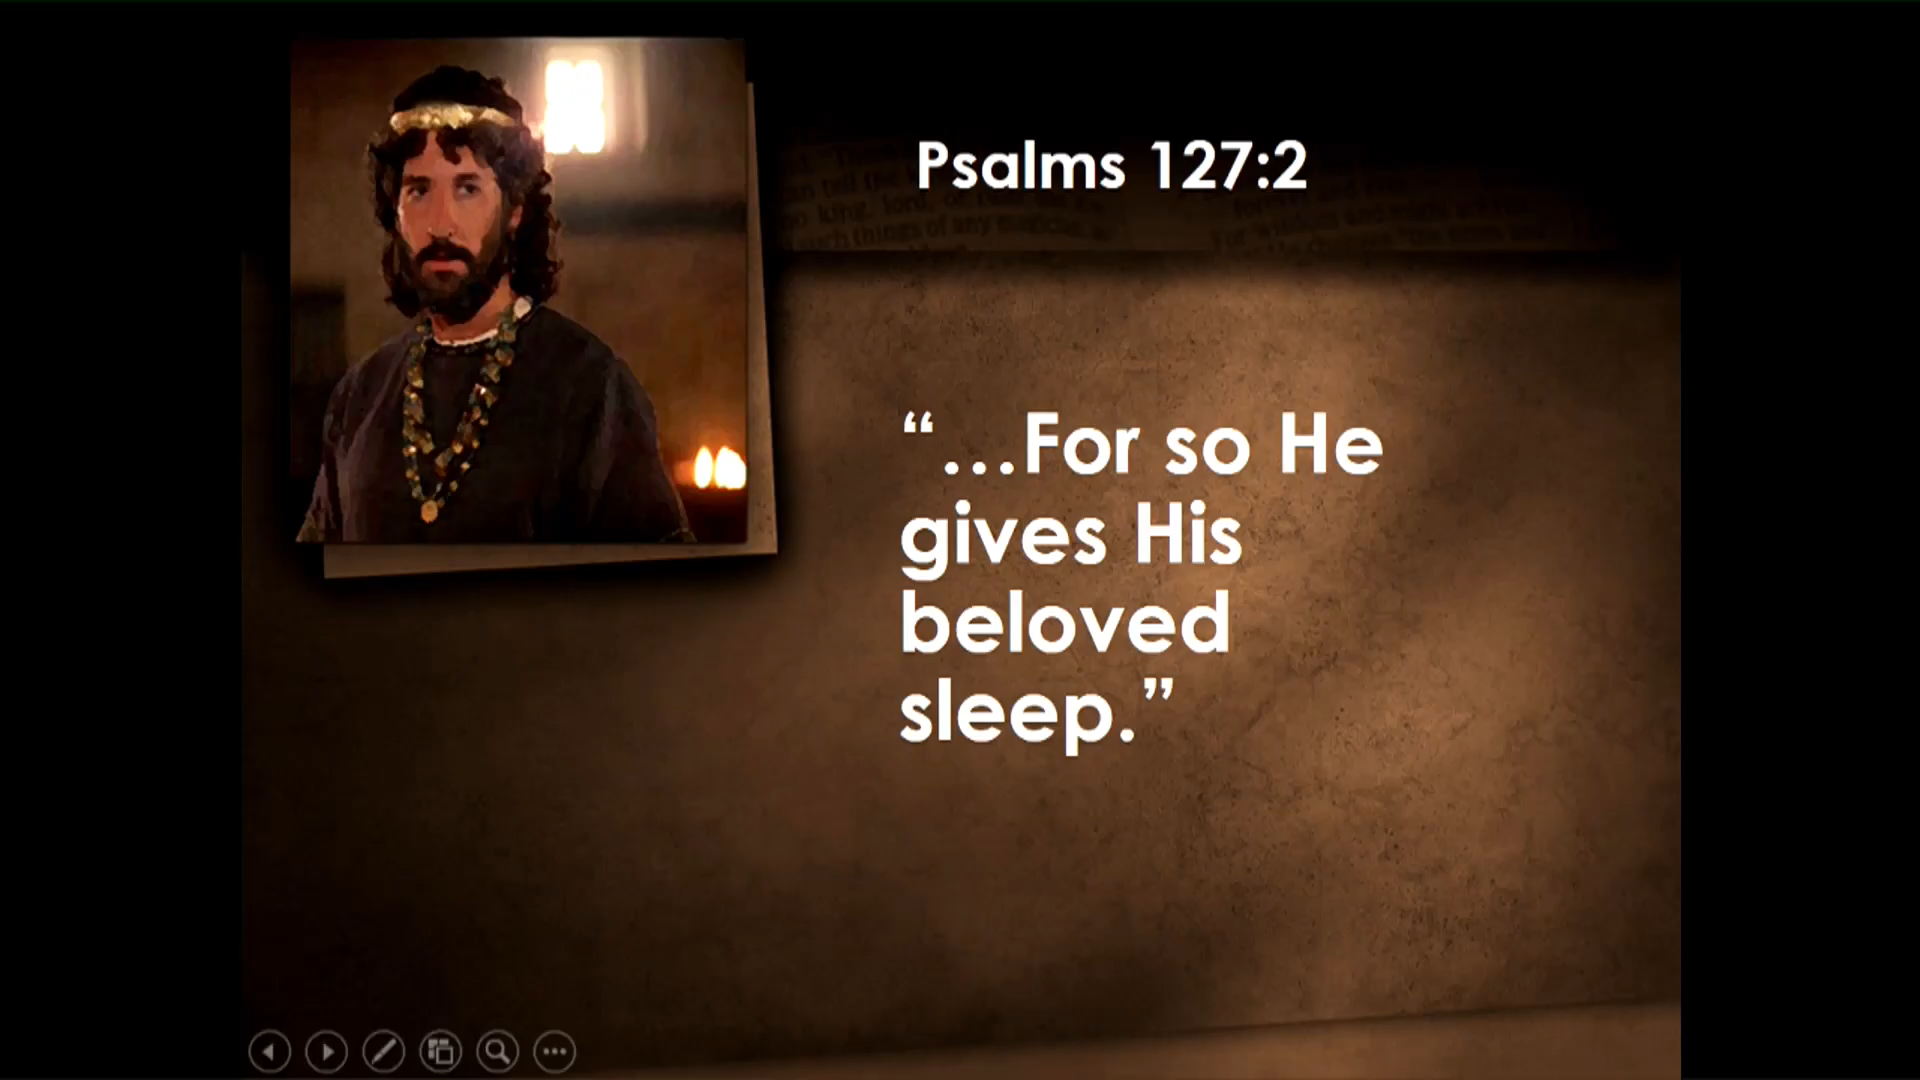 Psalms 127:2
“…For so He
gives His
beloved
sleep.”